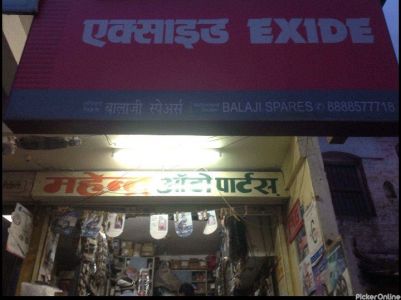 एक्साइड EXIDE
बालाजी स्पेअर्स BALAJI SPARES 8888577718
महेन्द्र ऑटो पार्टस्
PickerOnline